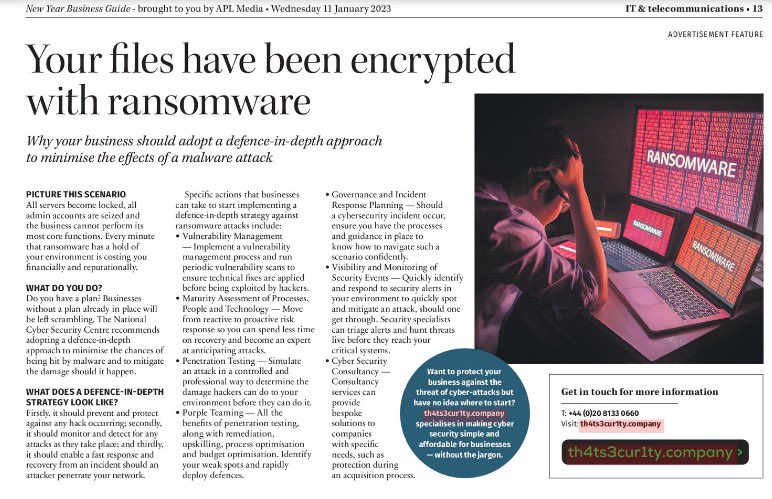 New Year Business Guide - brought to you by APL Media • Wednesday 11 January 2023
IT & telecommunications • 13
ADVERTISEMENT FEATURE
Your files have been encrypted
with ransomware
Why your business should adopt a defence-in-depth approach
to minimise the effects of a malware attack
PICTURE THIS SCENARIO
All servers become locked, all
admin accounts are seized and
the business cannot perform its
most core functions. Every minute
that ransomware has a hold of
your environment is costing you
financially and reputationally.
WHAT DO YOU DO?
Do you have a plan? Businesses
without a plan already in place will
be left scrambling. The National
Cyber Security Centre recommends
adopting a defence-in-depth
approach to minimise the chances of
being hit by malware and to mitigate
the damage should it happen.
WHAT DOES A DEFENCE-IN-DEPTH
STRATEGY LOOK LIKE?
Firstly, it should prevent and protect
against any hack occurring; secondly,
it should monitor and detect for any
attacks as they take place; and thirdly,
it should enable a fast response and
recovery from an incident should an
attacker penetrate your network.
Specific actions that businesses
can take to start implementing a
defence-in-depth strategy against
ransomware attacks include:
• Vulnerability Management
— Implement a vulnerability
management process and run
periodic vulnerability scans to
ensure technical fixes are applied
before being exploited by hackers.
• Maturity Assessment of Processes,
People and Technology — Move
from reactive to proactive risk
response so you can spend less time
on recovery and become an expert
at anticipating attacks.
• Penetration Testing — Simulate
an attack in a controlled and
professional way to determine the
damage hackers can do to your
environment before they can do it.
• Purple Teaming — All the
benefits of penetration testing,
along with remediation,
upskilling, process optimisation
and budget optimisation. Identify
your weak spots and rapidly
deploy defences.
• Governance and Incident
Response Planning — Should
a cybersecurity incident occur,
ensure you have the processes
and guidance in place to
know how to navigate such a
scenario confidently.
• Visibility and Monitoring of
Security Events — Quickly identify
and respond to security alerts in
your environment to quickly spot
and mitigate an attack, should one
get through. Security specialists
can triage alerts and hunt threats
live before they reach your
critical systems.
• Cyber Security
Consultancy —
Consultancy
services can
provide
bespoke
solutions to
companies
with specific
needs, such as
protection during
an acquisition process.
Want to protect your
business against the
threat of cyber-attacks but
have no idea where to start?
th4ts3cur1ty.company
specialises in making cyber
security simple and
affordable for businesses
— without the jargon.
RANSOMWARE
RANSOMWARE
RANSOMWARE
Get in touch for more information
T: +44 (0)20 8133 0660
Visit: th4ts3cur1ty.company
th4ts3cur1ty.company >